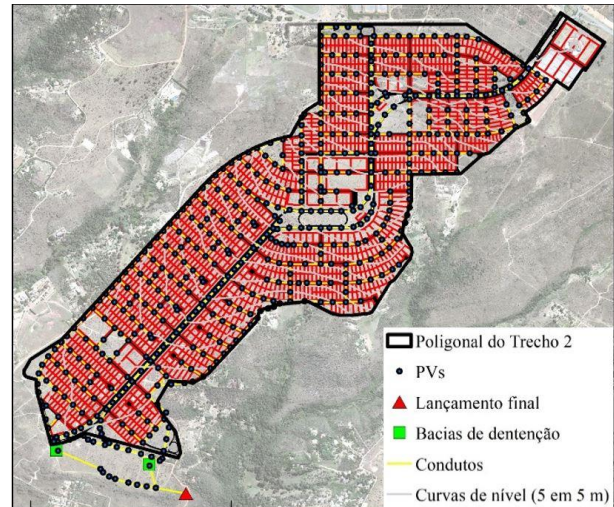 Poligonal do Trecho 2
PVs
Lançamento final
Bacias de dentenção
Condutos
Curvas de nível (5 em 5 m)